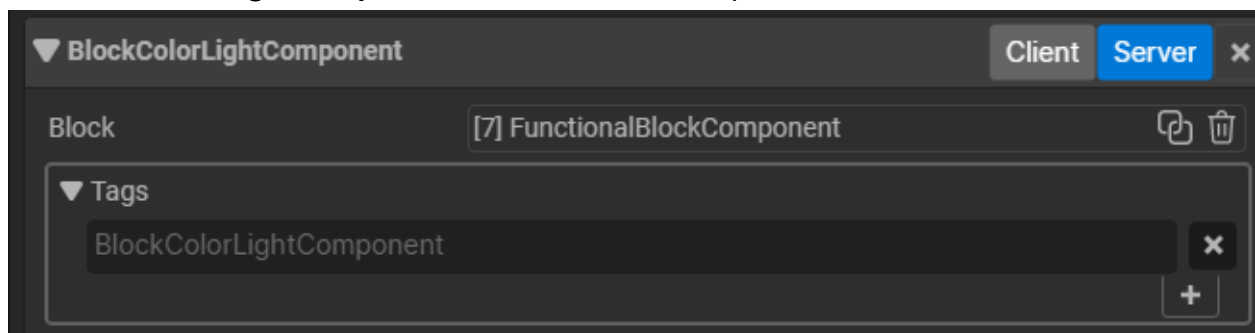 BlockColorLightComponent Client Server
Block [7] FunctionalBlockComponent
Tags
BlockColorLightComponent